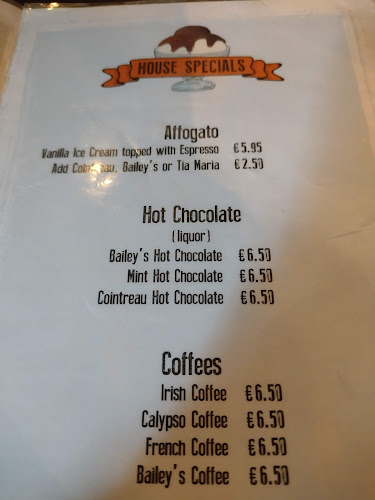 HOUSE SPECIALS
Affogato
Vanilla Ice Cream topped with Espresso €5.95
Add Cointreau, Bailey's or Tia Maria €2.50
Hot Chocolate
(liquor)
Bailey's Hot Chocolate €6.50
Mint Hot Chocolate €6.50
Cointreau Hot Chocolate €6.50
Coffees
Irish Coffee €6.50
Calypso Coffee €6.50
French Coffee €6.50
Bailey's Coffee €6.50